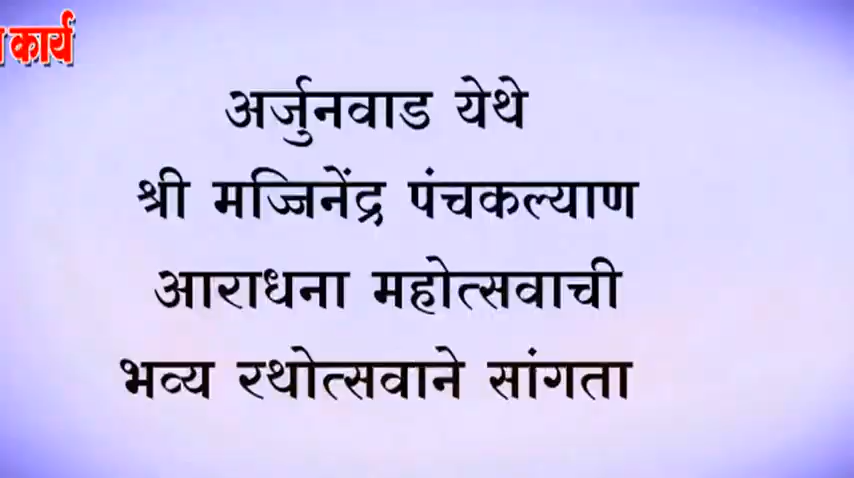 कार्य
अर्जुनवाड येथे
श्री मज्जिनेंद्र पंचकल्याण
आराधना महोत्सवाची
भव्य रथोत्सवाने सांगता